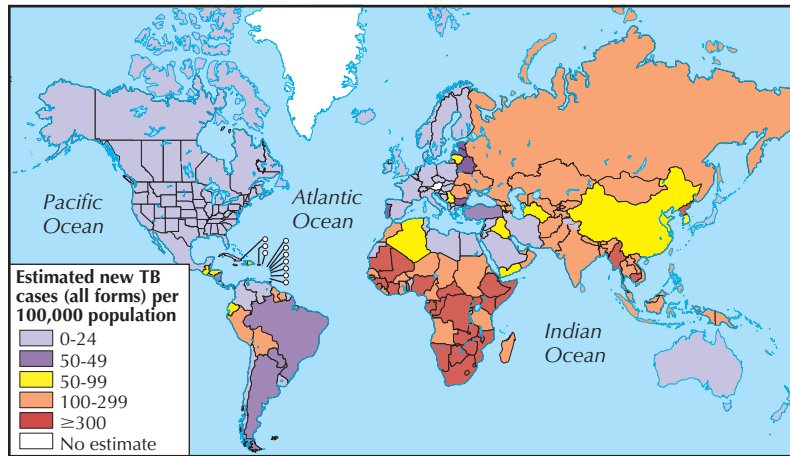 Pacific
Ocean
Atlantic
Ocean
Indian
Ocean
Estimated new TB
cases (all forms) per
100,000 population
0-24
50-49
50-99
100-299
≥300
No estimate